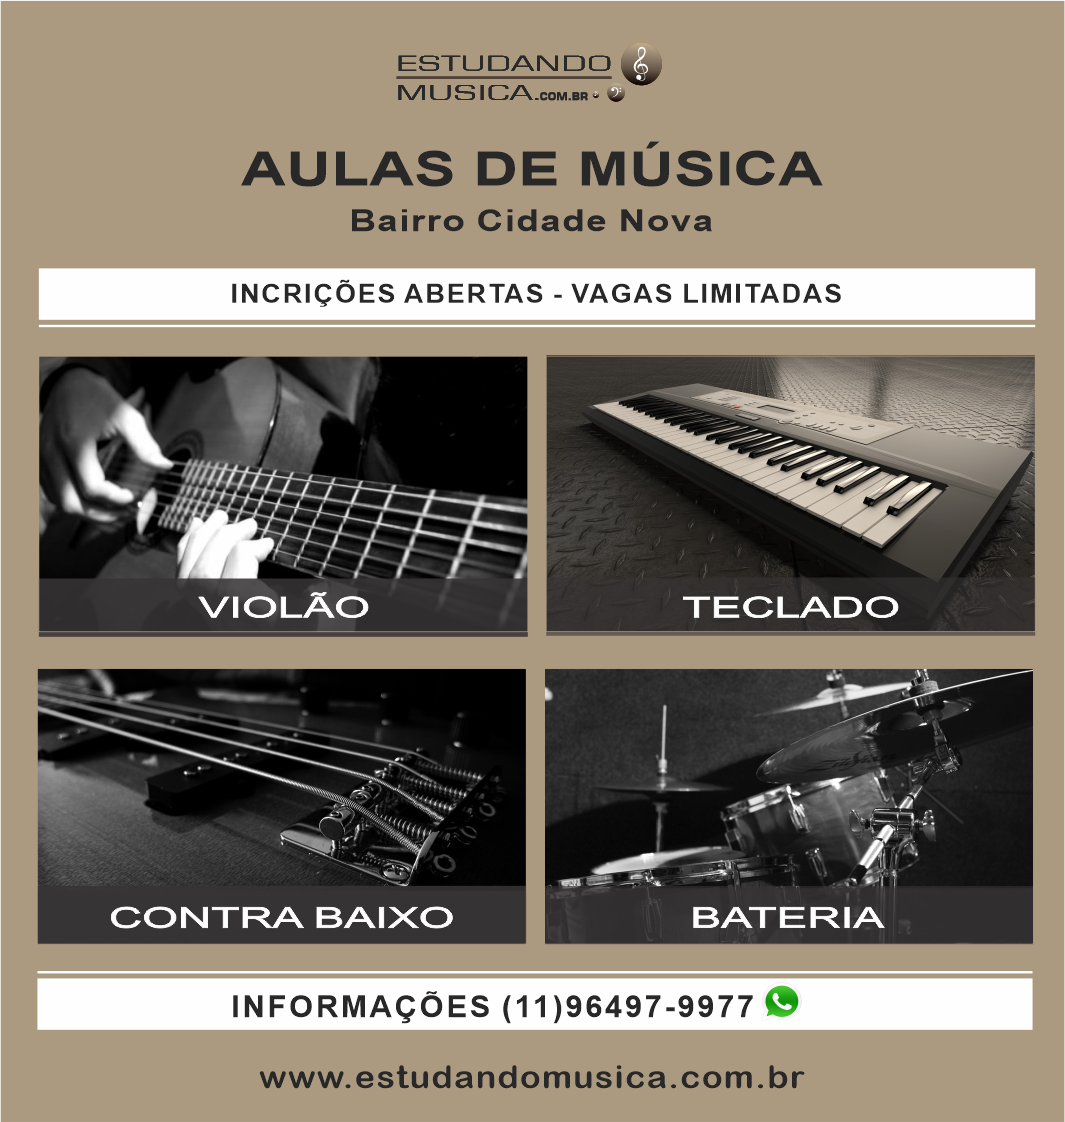 ESTUDANDO
MUSICA.COM.BR
AULAS DE MÚSICA
Bairro Cidade Nova
INCRIÇÕES ABERTAS - VAGAS LIMITADAS
VIOLÃO
TECLADO
CONTRA BAIXO
BATERIA
INFORMAÇÕES (11)96497-9977
www.estudandomusica.com.br